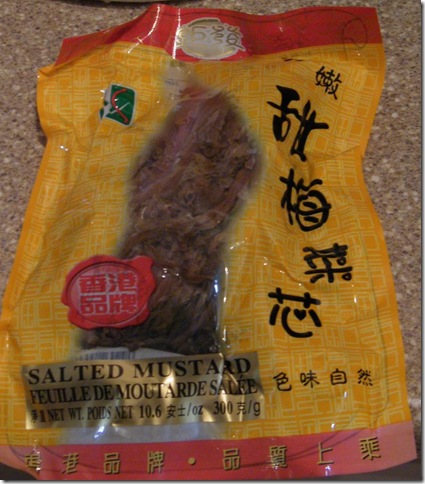 嫩
甜梅菜芯
香港
品牌
SALTED MUSTARD
FEUILLE DE MOUTARDE SALÉE
淨重 NET WT. POIDS NET 10.6 安士/oz 300 克/g
色味自然
香港品牌・品質上乘